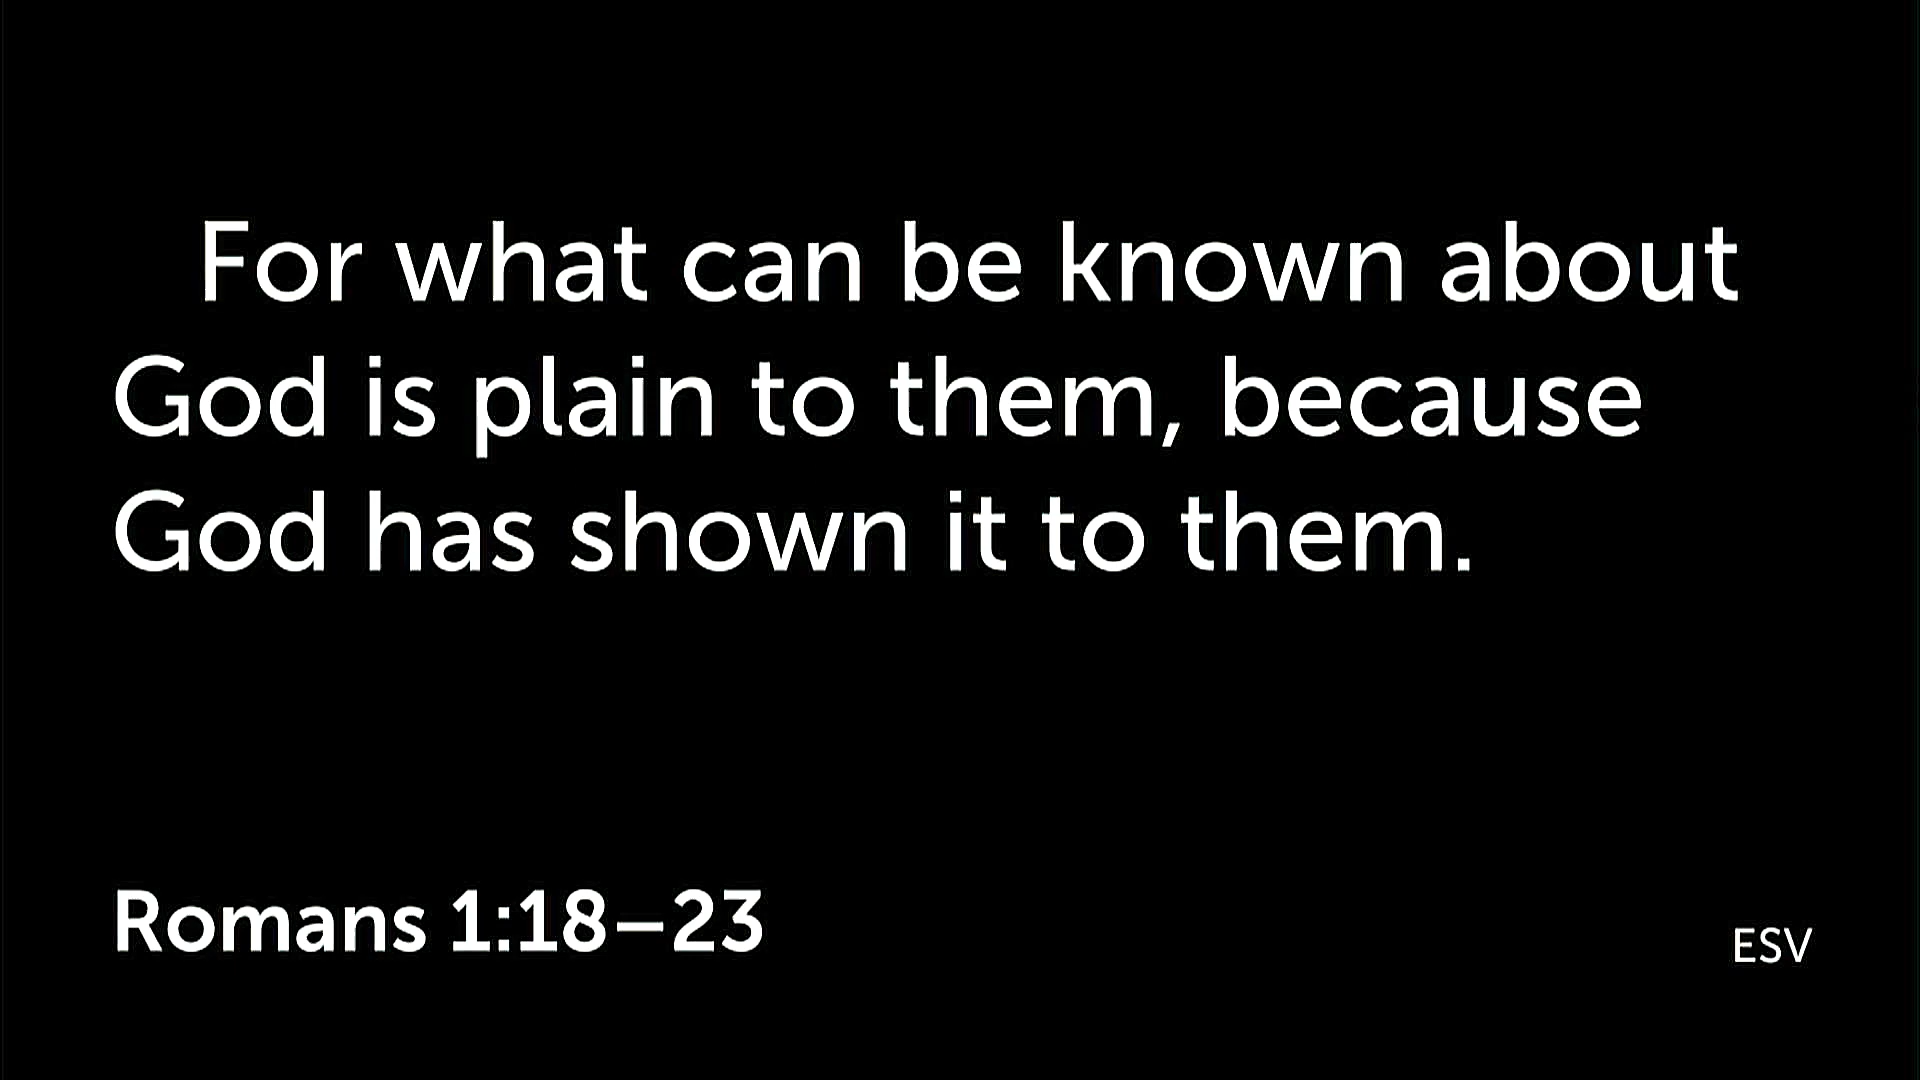 For what can be known about
God is plain to them, because
God has shown it to them.
Romans 1:18–23
ESV